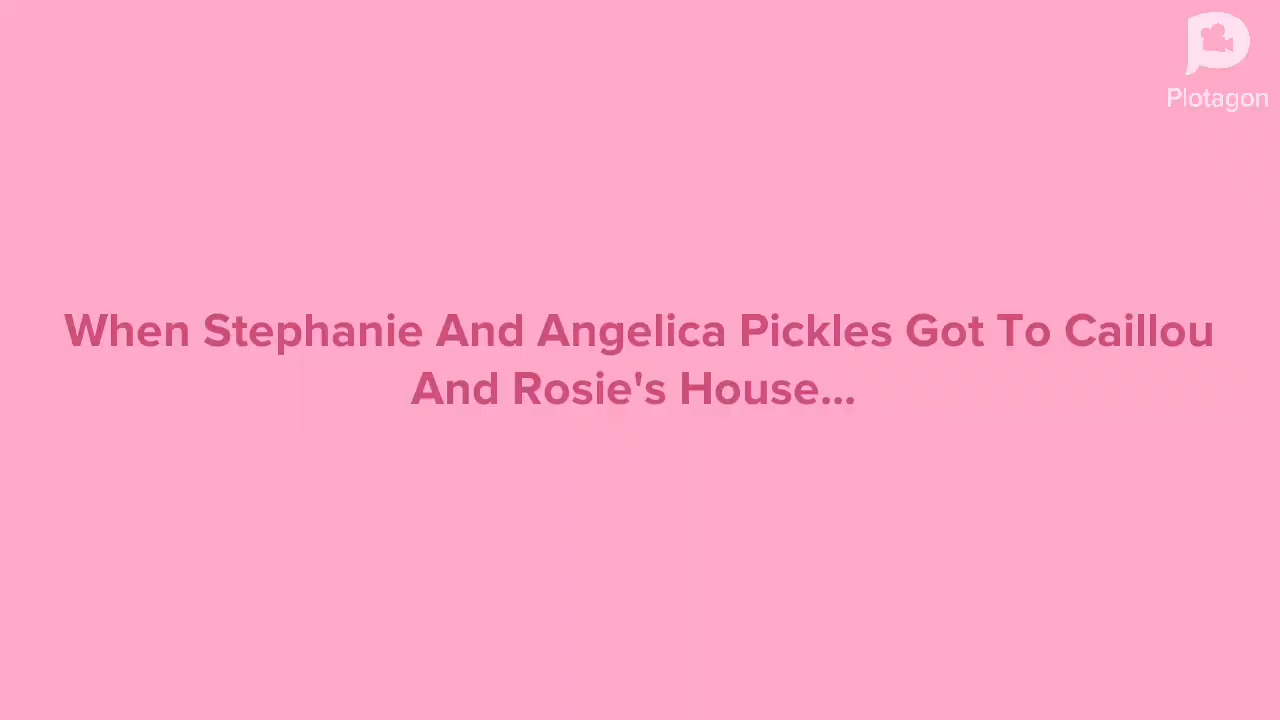 Plotagon
When Stephanie And Angelica Pickles Got To Caillou
And Rosie's House...